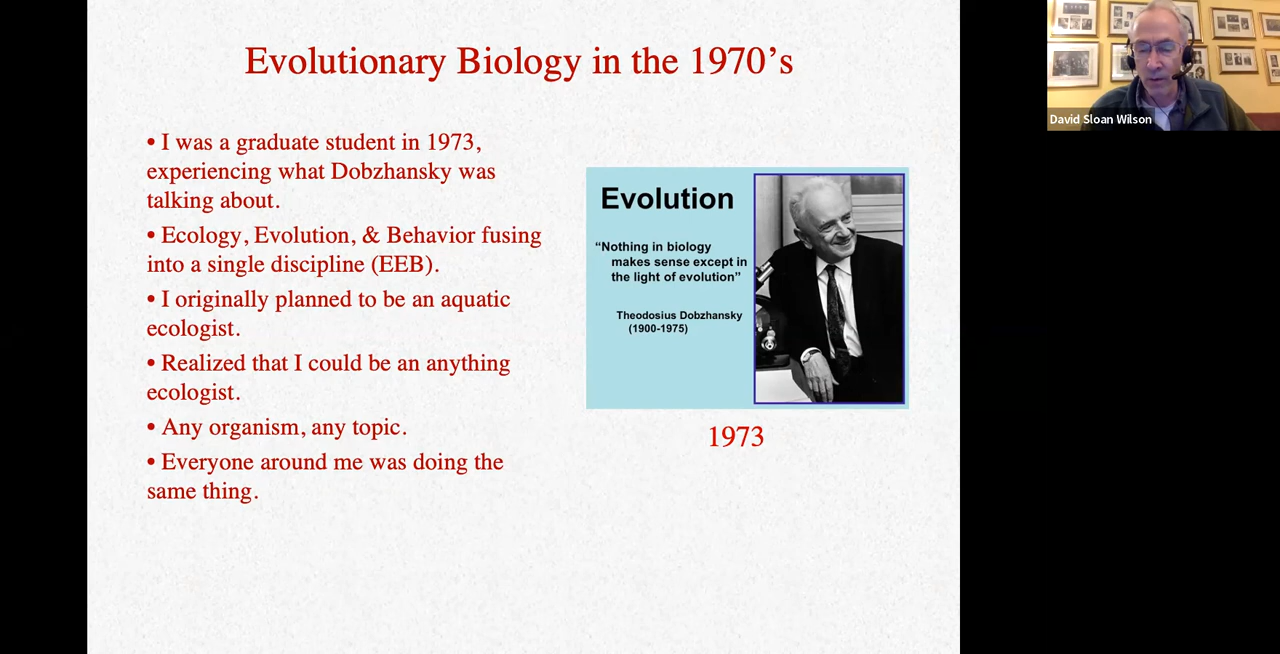 Evolutionary Biology in the 1970’s
• I was a graduate student in 1973,
experiencing what Dobzhansky was
talking about.
• Ecology, Evolution, & Behavior fusing
into a single discipline (EEB).
• I originally planned to be an aquatic
ecologist.
• Realized that I could be an anything
ecologist.
• Any organism, any topic.
• Everyone around me was doing the
same thing.
Evolution
“Nothing in biology
makes sense except in
the light of evolution”
Theodosius Dobzhansky
(1900-1975)
1973
David Sloan Wilson